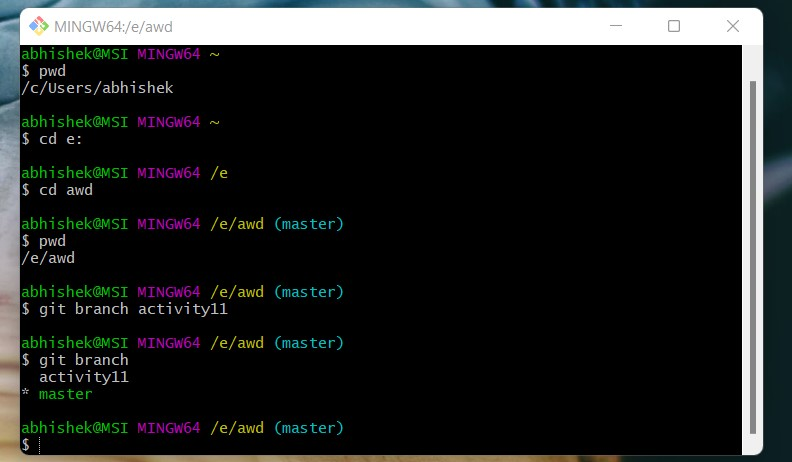 MINGW64:/e/awd
abhishek@MSI MINGW64 ~
$ pwd
/c/Users/abhishek
abhishek@MSI MINGW64 ~
$ cd e:
abhishek@MSI MINGW64 /e
$ cd awd
abhishek@MSI MINGW64 /e/awd (master)
$ pwd
/e/awd
abhishek@MSI MINGW64 /e/awd (master)
$ git branch activity11
abhishek@MSI MINGW64 /e/awd (master)
$ git branch
  activity11
* master
abhishek@MSI MINGW64 /e/awd (master)
$